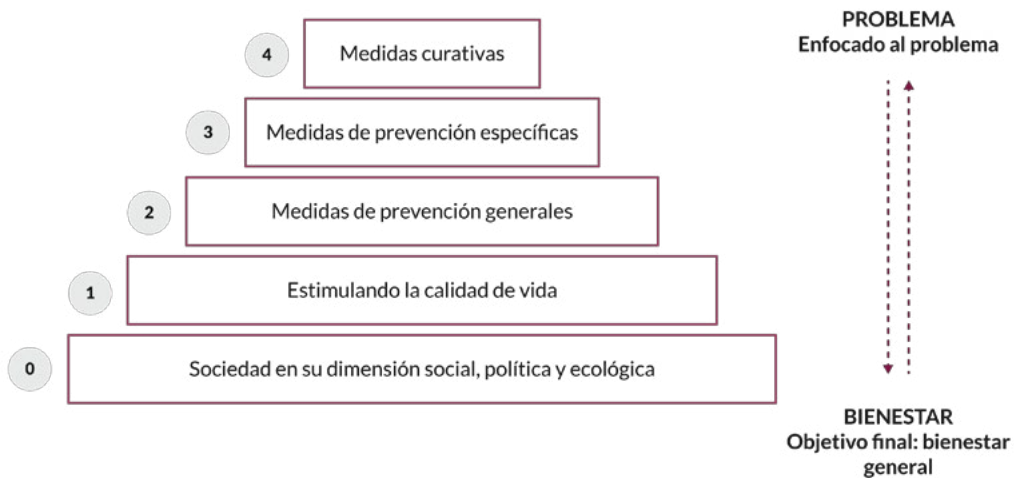 PROBLEMA
Enfocado al problema
4
Medidas curativas
3
Medidas de prevención específicas
2
Medidas de prevención generales
1
Estimulando la calidad de vida
0
Sociedad en su dimensión social, política y ecológica
BIENESTAR
Objetivo final: bienestar
general